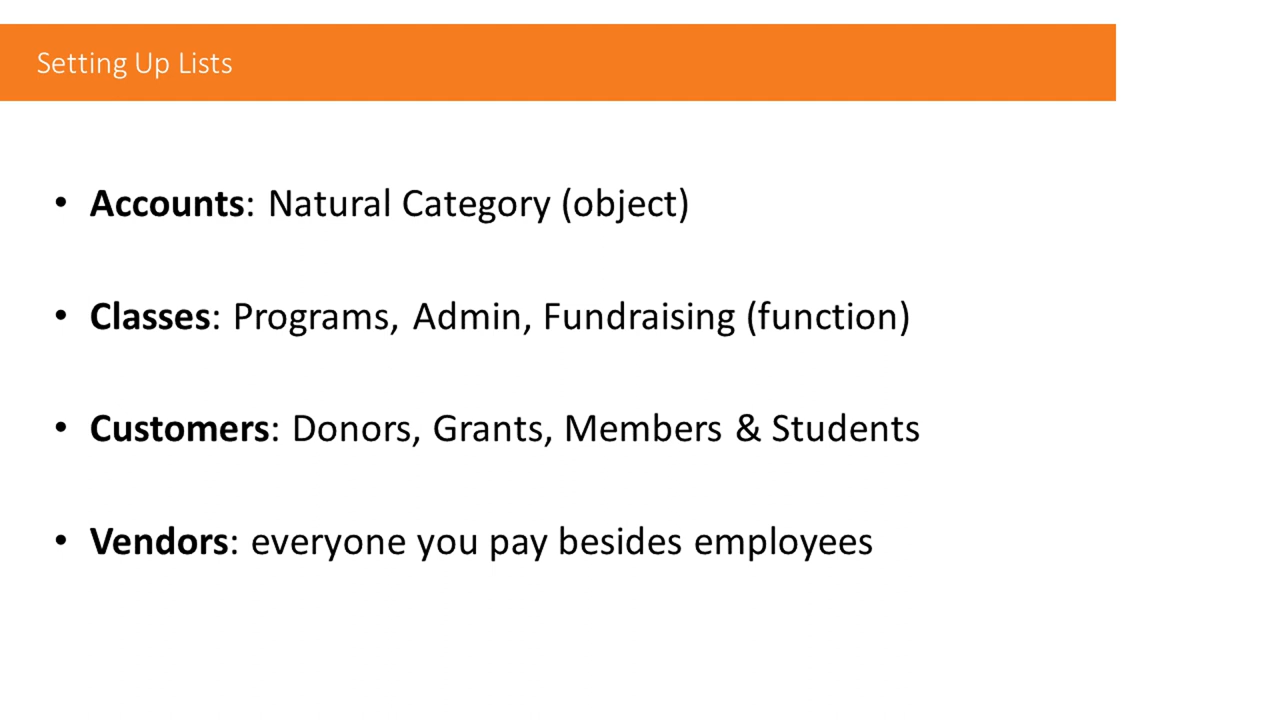 Setting Up Lists
• Accounts: Natural Category (object)
• Classes: Programs, Admin, Fundraising (function)
• Customers: Donors, Grants, Members & Students
• Vendors: everyone you pay besides employees